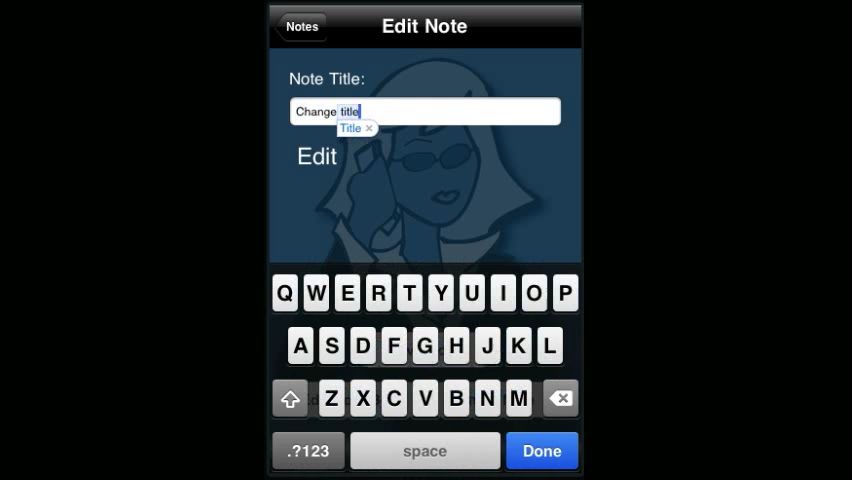 Notes
Edit Note
Note Title:
Change title
Title ×
Edit
Q W E R T Y U I O P
A S D F G H J K L
Z X C V B N M
.?123 space Done